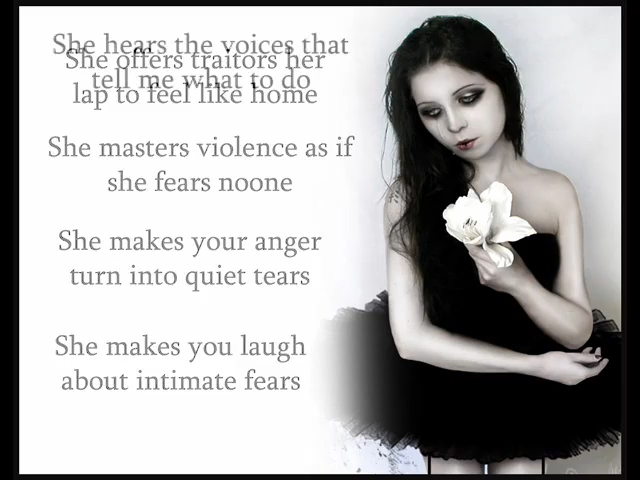 She hears the voices that
She offers traitors her
tell me what to do
lap to feel like home
She masters violence as if
she fears noone
She makes your anger
turn into quiet tears
She makes you laugh
about intimate fears